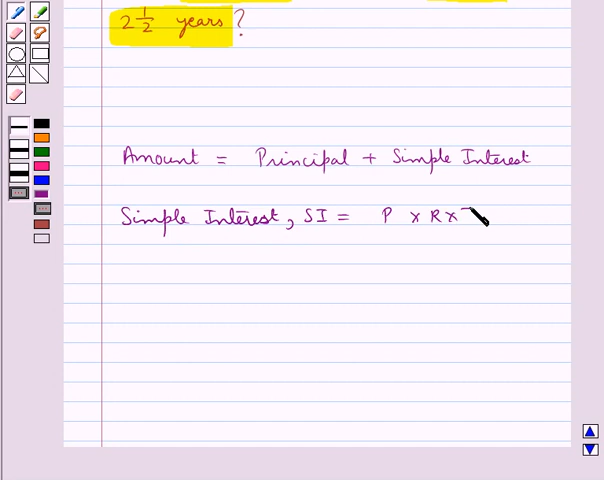 2 1/2 years?
Amount = Principal + Simple Interest
Simple Interest, SI = P × R ×